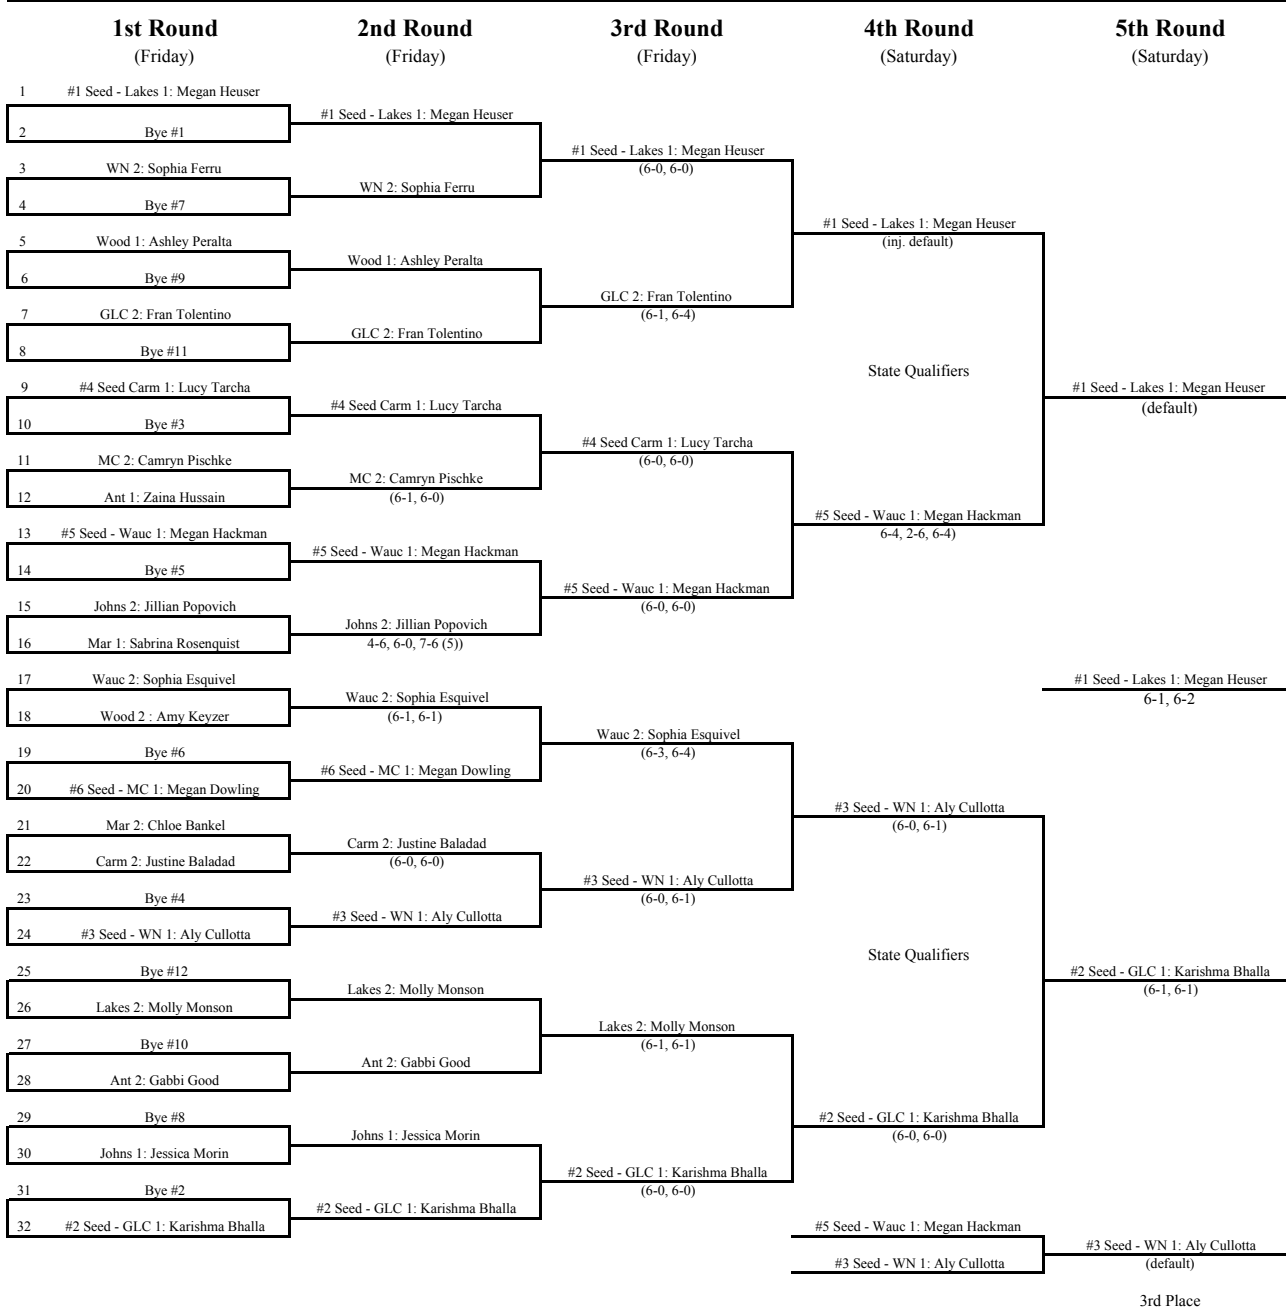 1st Round 2nd Round 3rd Round 4th Round 5th Round
(Friday) (Friday) (Friday) (Saturday) (Saturday)
1 #1 Seed - Lakes 1: Megan Heuser
#1 Seed - Lakes 1: Megan Heuser
2 Bye #1
#1 Seed - Lakes 1: Megan Heuser
3 WN 2: Sophia Ferru
(6-0, 6-0)
WN 2: Sophia Ferru
4 Bye #7
#1 Seed - Lakes 1: Megan Heuser
5 Wood 1: Ashley Peralta
(inj. default)
Wood 1: Ashley Peralta
6 Bye #9
GLC 2: Fran Tolentino
7 GLC 2: Fran Tolentino
(6-1, 6-4)
GLC 2: Fran Tolentino
8 Bye #11
State Qualifiers
9 #4 Seed Carm 1: Lucy Tarcha
#1 Seed - Lakes 1: Megan Heuser
#4 Seed Carm 1: Lucy Tarcha
(default)
10 Bye #3
#4 Seed Carm 1: Lucy Tarcha
11 MC 2: Camryn Pischke
(6-0, 6-0)
MC 2: Camryn Pischke
12 Ant 1: Zaina Hussain
(6-1, 6-0)
#5 Seed - Wauc 1: Megan Hackman
13 #5 Seed - Wauc 1: Megan Hackman
6-4, 2-6, 6-4)
#5 Seed - Wauc 1: Megan Hackman
14 Bye #5
#5 Seed - Wauc 1: Megan Hackman
15 Johns 2: Jillian Popovich
(6-0, 6-0)
Johns 2: Jillian Popovich
16 Mar 1: Sabrina Rosenquist
4-6, 6-0, 7-6 (5))
17 Wauc 2: Sophia Esquivel
#1 Seed - Lakes 1: Megan Heuser
Wauc 2: Sophia Esquivel
6-1, 6-2
18 Wood 2 : Amy Keyzer
(6-1, 6-1)
Wauc 2: Sophia Esquivel
19 Bye #6
(6-3, 6-4)
#6 Seed - MC 1: Megan Dowling
20 #6 Seed - MC 1: Megan Dowling
#3 Seed - WN 1: Aly Cullotta
21 Mar 2: Chloe Bankel
(6-0, 6-1)
Carm 2: Justine Baladad
22 Carm 2: Justine Baladad
(6-0, 6-0)
#3 Seed - WN 1: Aly Cullotta
23 Bye #4
(6-0, 6-1)
#3 Seed - WN 1: Aly Cullotta
24 #3 Seed - WN 1: Aly Cullotta
State Qualifiers
25 Bye #12
#2 Seed - GLC 1: Karishma Bhalla
Lakes 2: Molly Monson
(6-1, 6-1)
26 Lakes 2: Molly Monson
Lakes 2: Molly Monson
27 Bye #10
(6-1, 6-1)
Ant 2: Gabbi Good
28 Ant 2: Gabbi Good
29 Bye #8
#2 Seed - GLC 1: Karishma Bhalla
Johns 1: Jessica Morin
(6-0, 6-0)
30 Johns 1: Jessica Morin
#2 Seed - GLC 1: Karishma Bhalla
31 Bye #2
(6-0, 6-0)
#2 Seed - GLC 1: Karishma Bhalla
32 #2 Seed - GLC 1: Karishma Bhalla
#5 Seed - Wauc 1: Megan Hackman
#3 Seed - WN 1: Aly Cullotta
#3 Seed - WN 1: Aly Cullotta
(default)
3rd Place